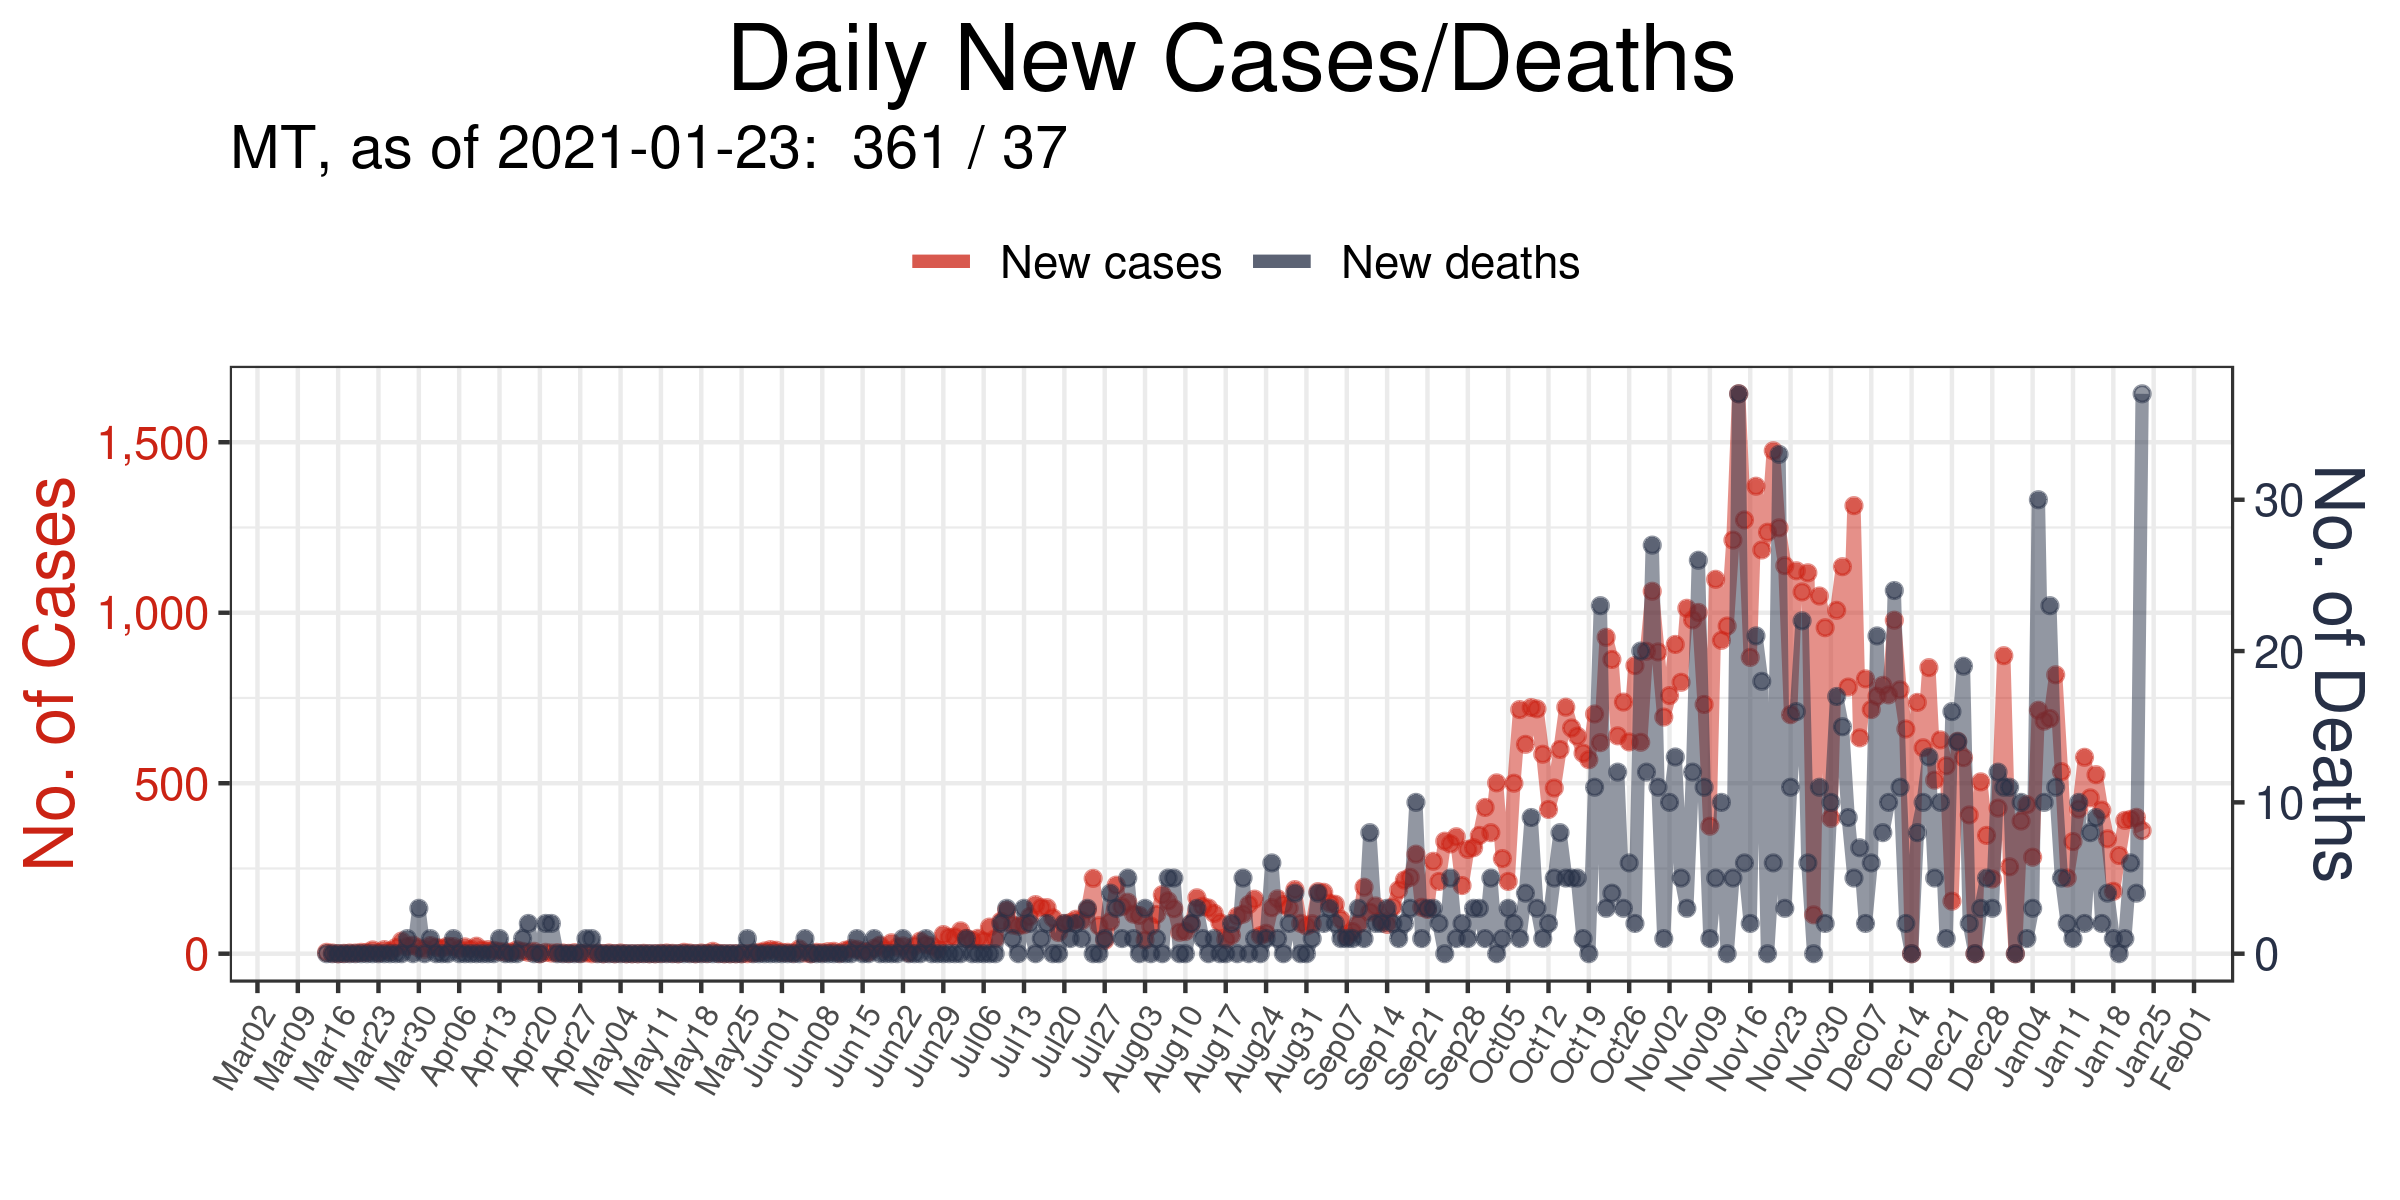 Daily New Cases/Deaths
MT, as of 2021-01-23:  361 / 37
New cases
New deaths
No. of Cases
1,500
1,000
500
0
No. of Deaths
30
20
10
0
Mar02
Mar09
Mar16
Mar23
Mar30
Apr06
Apr13
Apr20
Apr27
May04
May11
May18
May25
Jun01
Jun08
Jun15
Jun22
Jun29
Jul06
Jul13
Jul20
Jul27
Aug03
Aug10
Aug17
Aug24
Aug31
Sep07
Sep14
Sep21
Sep28
Oct05
Oct12
Oct19
Oct26
Nov02
Nov09
Nov16
Nov23
Nov30
Dec07
Dec14
Dec21
Dec28
Jan04
Jan11
Jan18
Jan25
Feb01